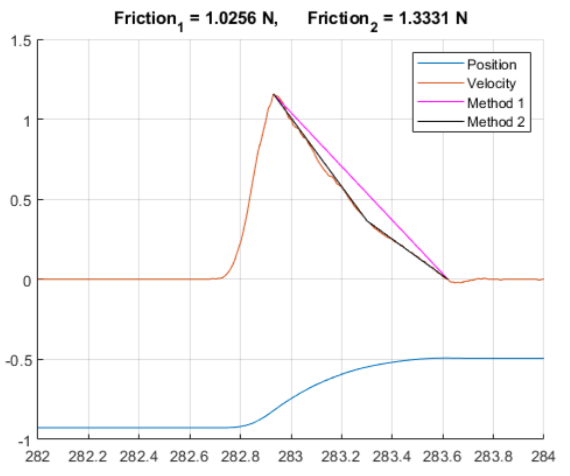 Friction1 = 1.0256 N, Friction2 = 1.3331 N
1.5
Position
Velocity
Method 1
Method 2
1
0.5
0
-0.5
-1
282 282.2 282.4 282.6 282.8 283 283.2 283.4 283.6 283.8 284